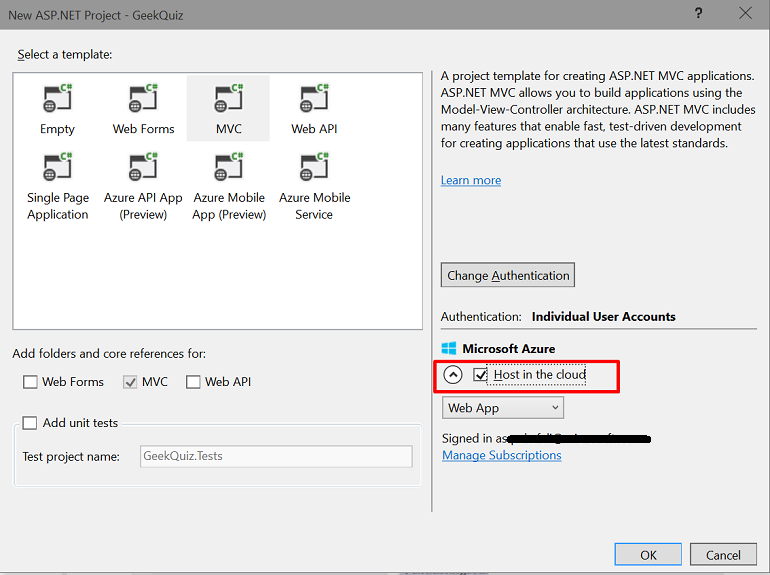 New ASP.NET Project - GeekQuiz
?
Select a template:
C# C# C# C#
Empty Web Forms MVC Web API
C# C# C# C#
Single Page Azure API App Azure Mobile Azure Mobile
Application (Preview) App (Preview) Service
Add folders and core references for:
Web Forms MVC Web API
Add unit tests
Test project name: GeekQuiz.Tests
A project template for creating ASP.NET MVC applications.
ASP.NET MVC allows you to build applications using the
Model-View-Controller architecture. ASP.NET MVC includes
many features that enable fast, test-driven development
for creating applications that use the latest standards.
Learn more
Change Authentication
Authentication: Individual User Accounts
Microsoft Azure
Host in the cloud
Web App
Signed in as
Manage Subscriptions
OK Cancel